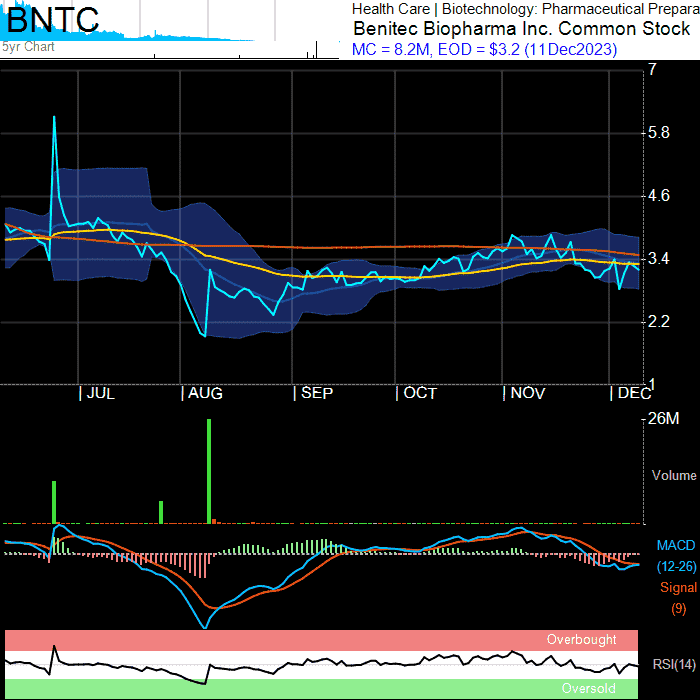 BNTC
5yr Chart
Health Care | Biotechnology: Pharmaceutical Prepara
Benitec Biopharma Inc. Common Stock
MC = 8.2M, EOD = $3.2 (11Dec2023)
7
5.8
4.6
3.4
2.2
1
JUL
AUG
SEP
OCT
NOV
DEC
26M
Volume
MACD
(12-26)
Signal
(9)
Overbought
RSI(14)
Oversold